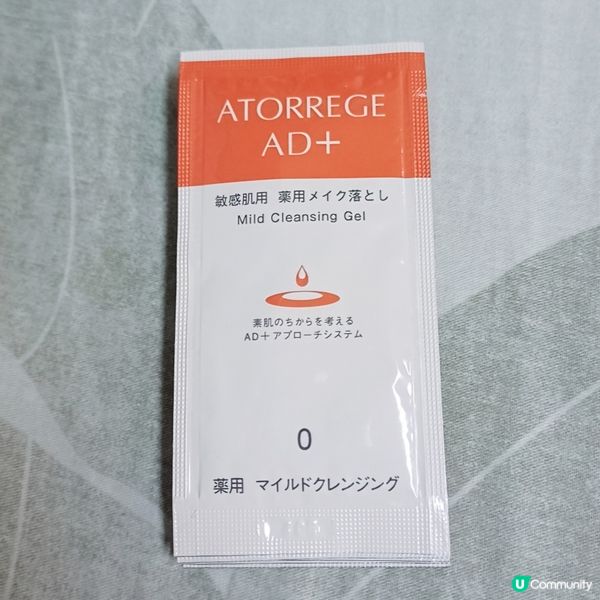 ATORREGE
AD+
敏感肌用 薬用メイク落とし
Mild Cleansing Gel
素肌のちからを考える
AD+アプローチシステム
0
薬用 マイルドクレンジング
U Community